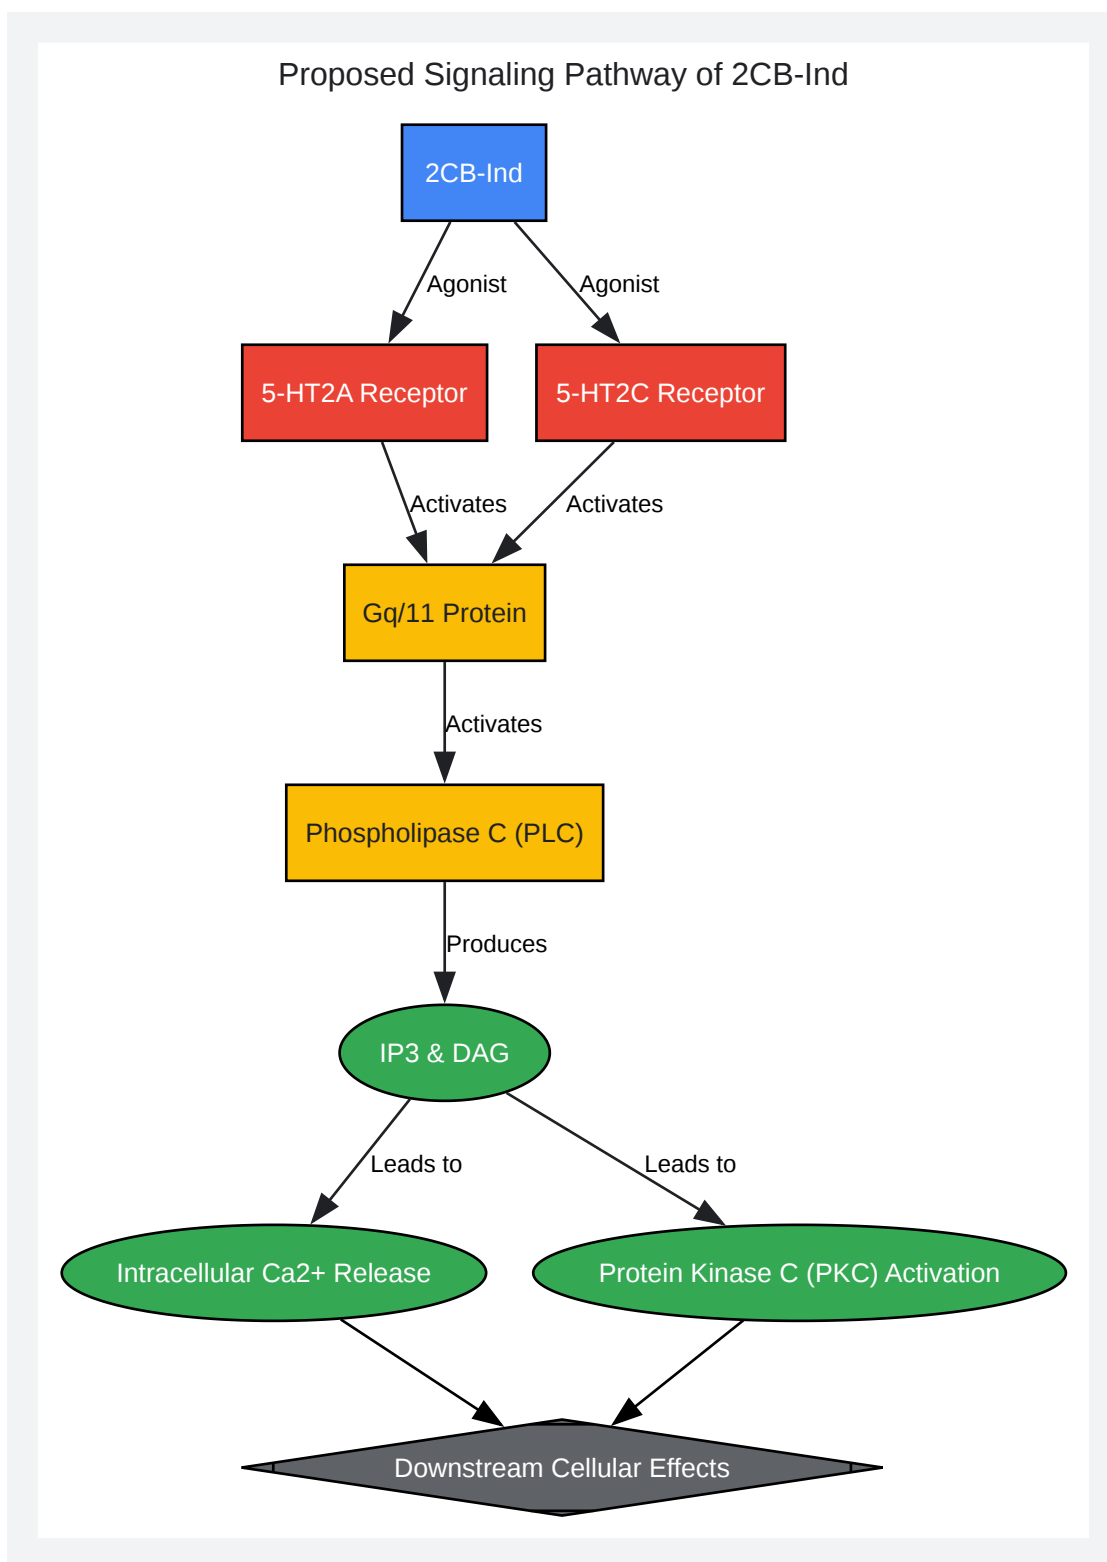 Proposed Signaling Pathway of 2CB-Ind
2CB-Ind
Agonist
Agonist
5-HT2A Receptor
5-HT2C Receptor
Activates
Activates
Gq/11 Protein
Activates
Phospholipase C (PLC)
Produces
IP3 & DAG
Leads to
Leads to
Intracellular Ca2+ Release
Protein Kinase C (PKC) Activation
Downstream Cellular Effects